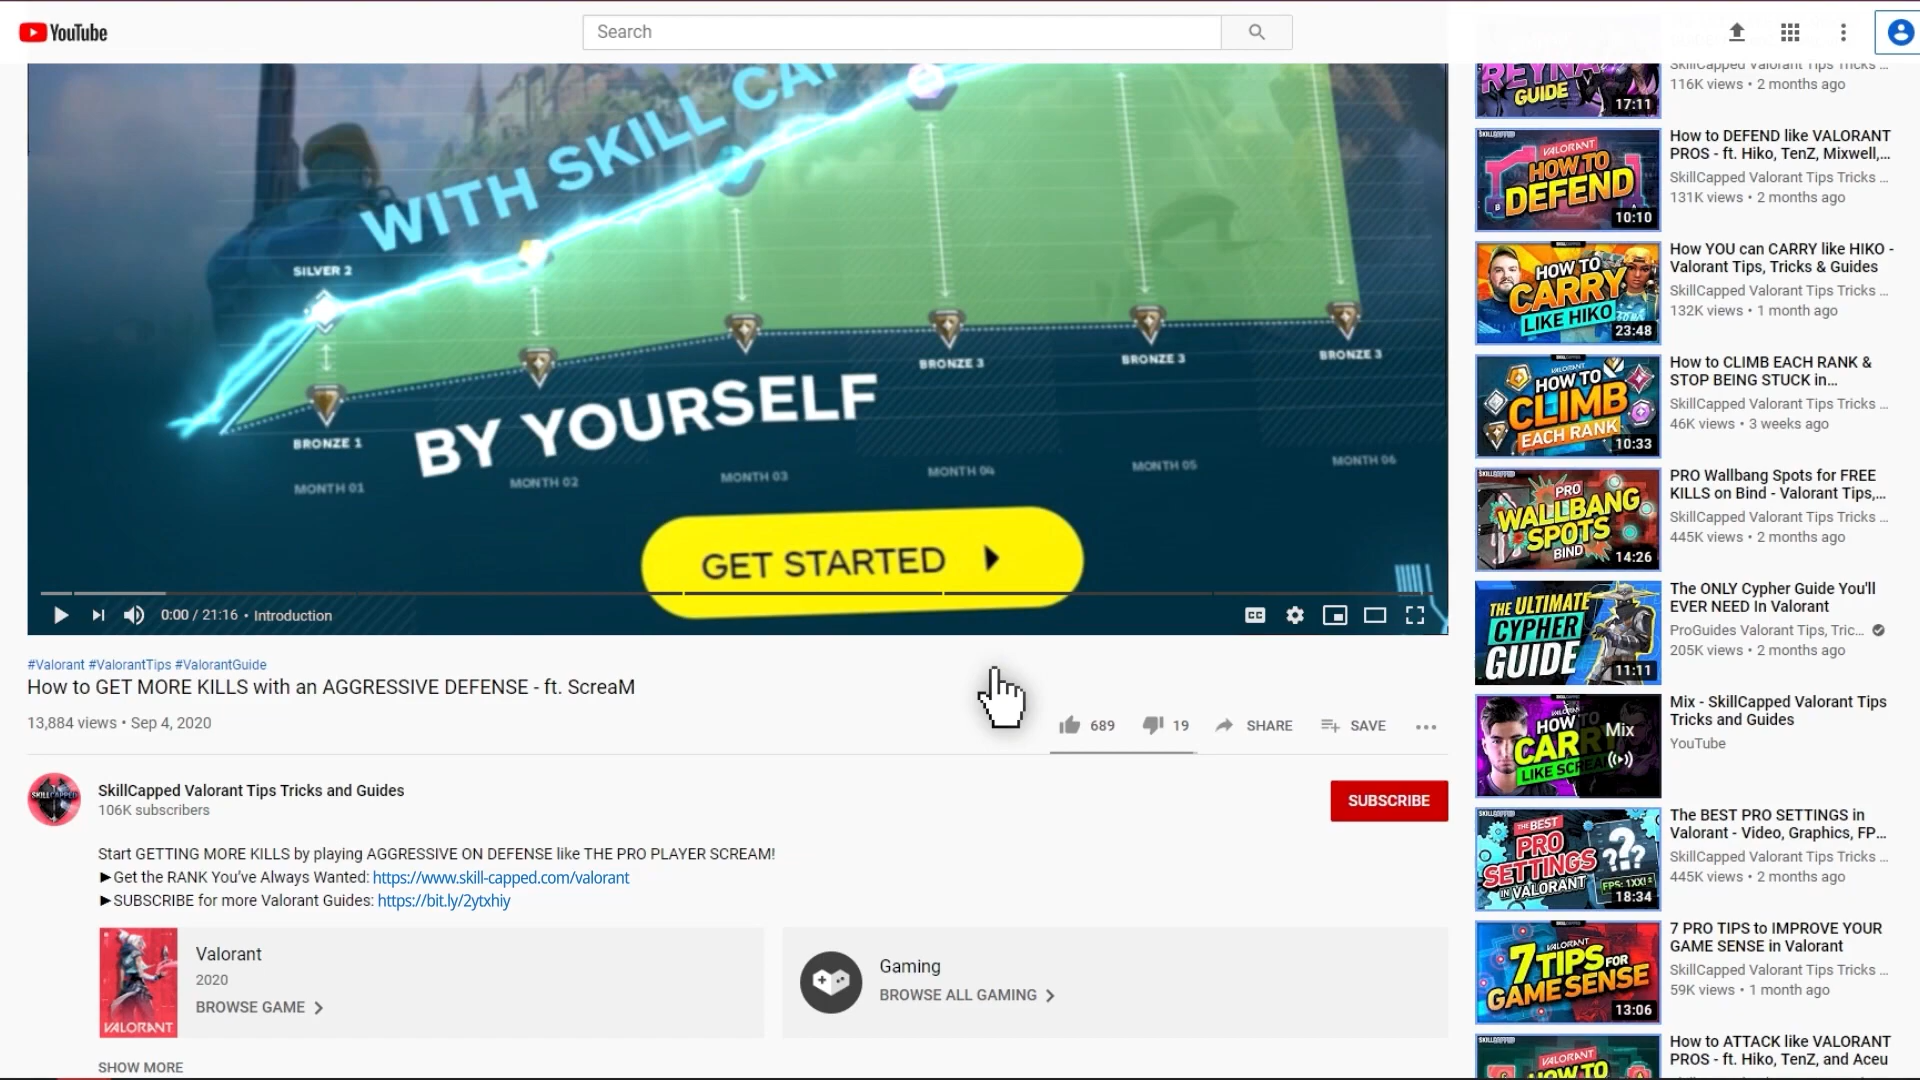 YouTube
Search
WITH SKILL CA
SILVER 2
BRONZE 1
BRONZE 3
BRONZE 3
BRONZE 3
BY YOURSELF
MONTH 01
MONTH 02
MONTH 03
MONTH 04
MONTH 05
MONTH 06
GET STARTED
0:00 / 21:16 • Introduction
CC
#Valorant #ValorantTips #ValorantGuide
How to GET MORE KILLS with an AGGRESSIVE DEFENSE - ft. ScreaM
13,884 views • Sep 4, 2020
689
19
SHARE
SAVE
SkillCapped Valorant Tips Tricks and Guides
106K subscribers
SUBSCRIBE
Start GETTING MORE KILLS by playing AGGRESSIVE ON DEFENSE like THE PRO PLAYER SCREAM!
►Get the RANK You've Always Wanted: https://www.skill-capped.com/valorant
►SUBSCRIBE for more Valorant Guides: https://bit.ly/2ytxhiy
VALORANT
Valorant
2020
BROWSE GAME
Gaming
BROWSE ALL GAMING
SHOW MORE
REYNA
GUIDE
17:11
SkillCapped Valorant Tips Tricks ...
116K views • 2 months ago
VALORANT
HOW TO
DEFEND
10:10
How to DEFEND like VALORANT
PROS - ft. Hiko, TenZ, Mixwell,...
SkillCapped Valorant Tips Tricks ...
131K views • 2 months ago
HOW TO
CARRY
LIKE HIKO
23:48
How YOU can CARRY like HIKO -
Valorant Tips, Tricks & Guides
SkillCapped Valorant Tips Tricks ...
132K views • 1 month ago
VALORANT
HOW TO
CLIMB
EACH RANK
10:33
How to CLIMB EACH RANK &
STOP BEING STUCK in...
SkillCapped Valorant Tips Tricks ...
46K views • 3 weeks ago
PRO
WALLBANG
SPOTS
BIND
14:26
PRO Wallbang Spots for FREE
KILLS on Bind - Valorant Tips,...
SkillCapped Valorant Tips Tricks ...
445K views • 2 months ago
THE ULTIMATE
CYPHER
GUIDE
11:11
The ONLY Cypher Guide You'll
EVER NEED In Valorant
ProGuides Valorant Tips, Tric...
205K views • 2 months ago
HOW TO
CARRY
LIKE SCREAM
Mix
Mix - SkillCapped Valorant Tips
Tricks and Guides
YouTube
THE BEST
PRO
SETTINGS
IN VALORANT
???
FPS: 1XX!
18:34
The BEST PRO SETTINGS in
Valorant - Video, Graphics, FP...
SkillCapped Valorant Tips Tricks ...
445K views • 2 months ago
VALORANT
7 TIPS FOR
GAME SENSE
13:06
7 PRO TIPS to IMPROVE YOUR
GAME SENSE in Valorant
SkillCapped Valorant Tips Tricks ...
59K views • 1 month ago
VALORANT
HOW TO
How to ATTACK like VALORANT
PROS - ft. Hiko, TenZ, and Aceu